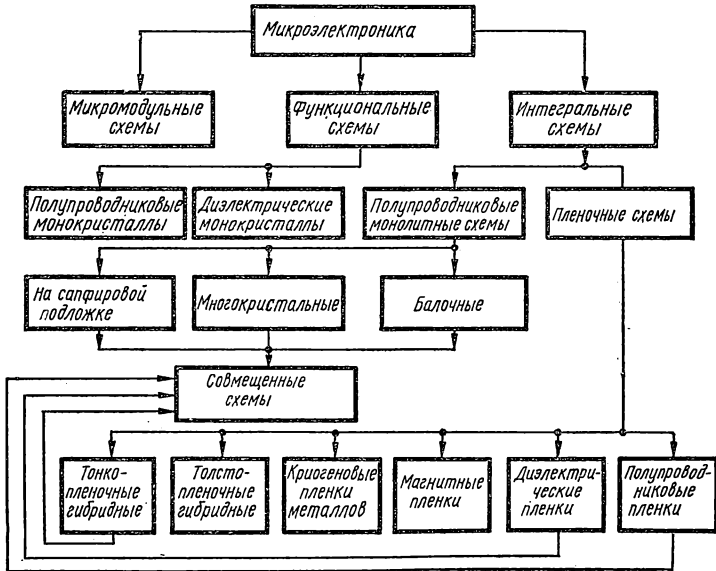 Микроэлектроника
Микромодульные
схемы
Функциональные
схемы
Интегральные
схемы
Полупроводниковые
монокристаллы
Диэлектрические
монокристаллы
Полупроводниковые
монолитные схемы
Пленочные схемы
На сапфировой
подложке
Многокристальные
Балочные
Совмещенные
схемы
Тонко-
пленочные
гибридные
Толсто-
пленочные
гибридные
Криогеновые
пленки
металлов
Магнитные
пленки
Диэлектри-
ческие
пленки
Полупровод-
никовые
пленки